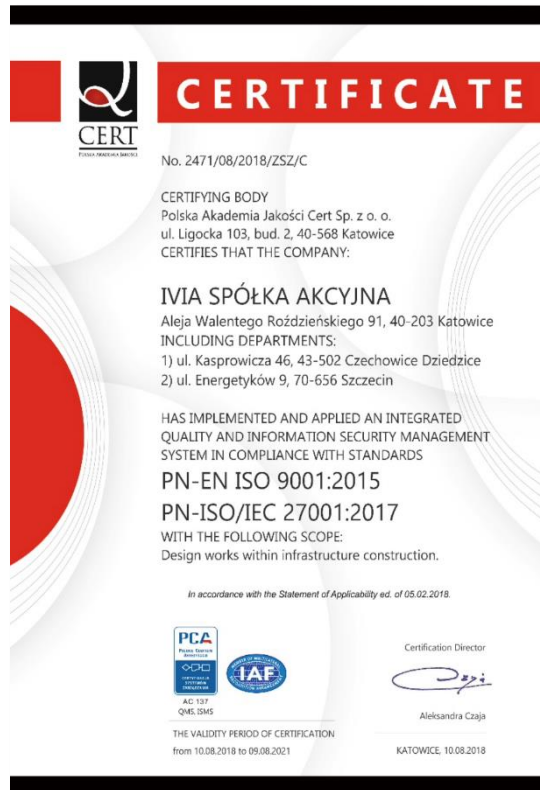 CERT
POLSKA AKADEMIA JAKOŚCI
CERTIFICATE
No. 2471/08/2018/ZSZ/C
CERTIFYING BODY
Polska Akademia Jakości Cert Sp. z o. o.
ul. Ligocka 103, bud. 2, 40-568 Katowice
CERTIFIES THAT THE COMPANY:
IVIA SPÓŁKA AKCYJNA
Aleja Walentego Roździeńskiego 91, 40-203 Katowice
INCLUDING DEPARTMENTS:
1) ul. Kasprowicza 46, 43-502 Czechowice Dziedzice
2) ul. Energetyków 9, 70-656 Szczecin
HAS IMPLEMENTED AND APPLIED AN INTEGRATED
QUALITY AND INFORMATION SECURITY MANAGEMENT
SYSTEM IN COMPLIANCE WITH STANDARDS
PN-EN ISO 9001:2015
PN-ISO/IEC 27001:2017
WITH THE FOLLOWING SCOPE:
Design works within infrastructure construction.
In accordance with the Statement of Applicability ed. of 05.02.2018.
PCA
POLSKIE CENTRUM
AKREDYTACJI
CERTYFIKACJA
SYSTEMÓW
ZARZĄDZANIA
AC 137
QMS, ISMS
IAF
Certification Director
Aleksandra Czaja
THE VALIDITY PERIOD OF CERTIFICATION
from 10.08.2018 to 09.08.2021
KATOWICE, 10.08.2018